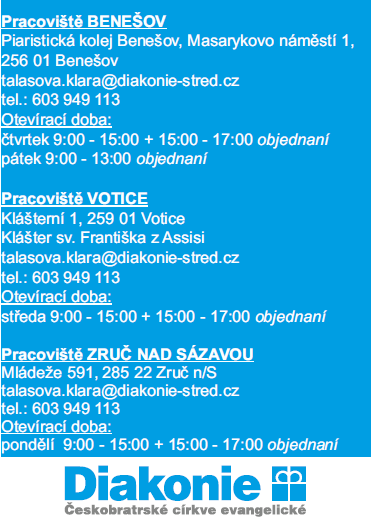 Pracoviště BENEŠOV
Piaristická kolej Benešov, Masarykovo náměstí 1,
256 01 Benešov
talasova.klara@diakonie-stred.cz
tel.: 603 949 113
Otevírací doba:
čtvrtek 9:00 - 15:00 + 15:00 - 17:00 objednaní
pátek 9:00 - 13:00 objednaní
Pracoviště VOTICE
Klášterní 1, 259 01 Votice
Klášter sv. Františka z Assisi
talasova.klara@diakonie-stred.cz
tel.: 603 949 113
Otevírací doba:
středa 9:00 - 15:00 + 15:00 - 17:00 objednaní
Pracoviště ZRUČ NAD SÁZAVOU
Mládeže 591, 285 22 Zruč n/S
talasova.klara@diakonie-stred.cz
tel.: 603 949 113
Otevírací doba:
pondělí  9:00 - 15:00 + 15:00 - 17:00 objednaní
Diakonie
Českobratrské církve evangelické